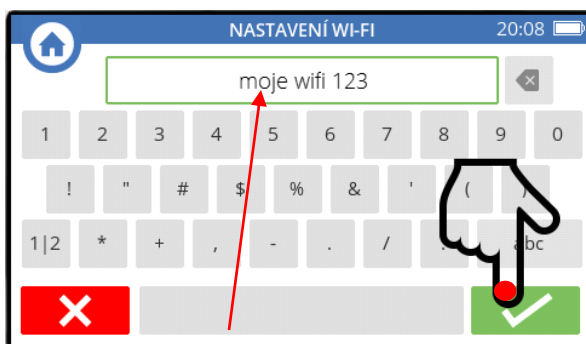 NASTAVENÍ WI-FI 20:08
moje wifi 123
1 2 3 4 5 6 7 8 9 0
! " # $ % & ' ( )
1|2 * + , - . /